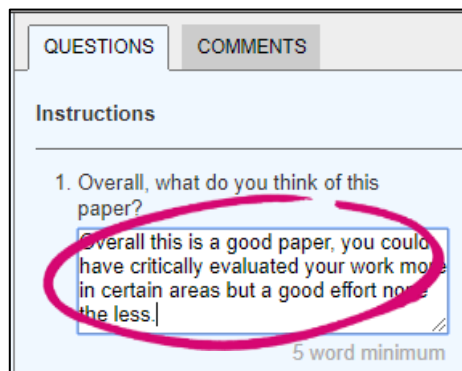 QUESTIONS COMMENTS
Instructions
1. Overall, what do you think of this
paper?
Overall this is a good paper, you could
have critically evaluated your work more
in certain areas but a good effort none
the less.
5 word minimum